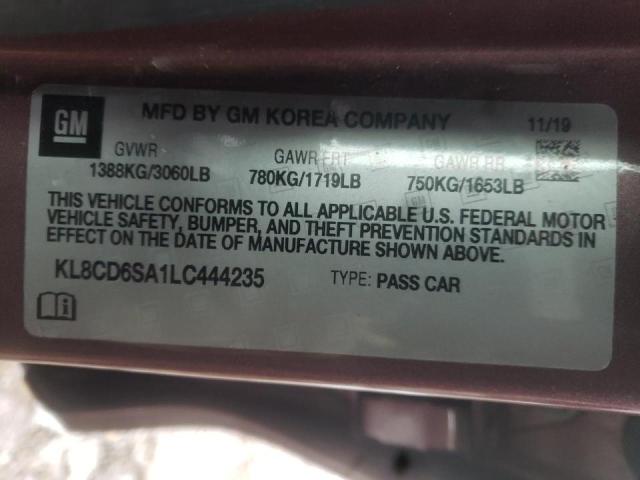 GM
MFD BY GM KOREA COMPANY 11/19
GVWR GAWR FRT GAWR RR
1388KG/3060LB 780KG/1719LB 750KG/1653LB
THIS VEHICLE CONFORMS TO ALL APPLICABLE U.S. FEDERAL MOTOR
VEHICLE SAFETY, BUMPER, AND THEFT PREVENTION STANDARDS IN
EFFECT ON THE DATE OF MANUFACTURE SHOWN ABOVE.
KL8CD6SA1LC444235 TYPE: PASS CAR